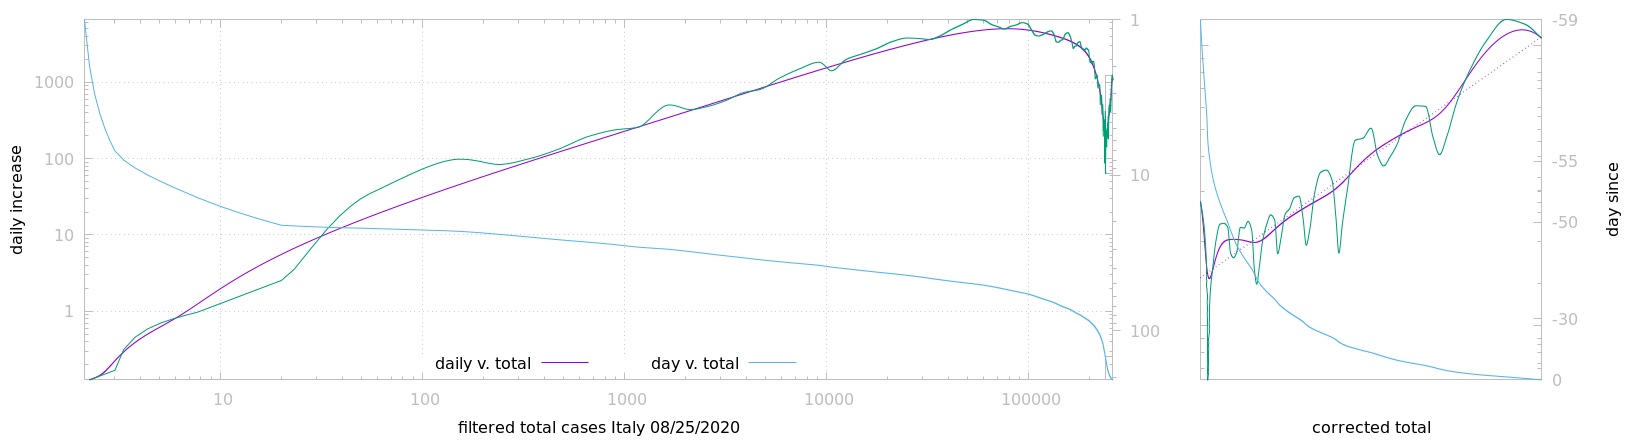 1000
100
10
1
daily increase
10
100
1000
10000
100000
1
10
100
daily v. total
day v. total
filtered total cases Italy 08/25/2020
-59
-55
-50
-30
0
day since
corrected total